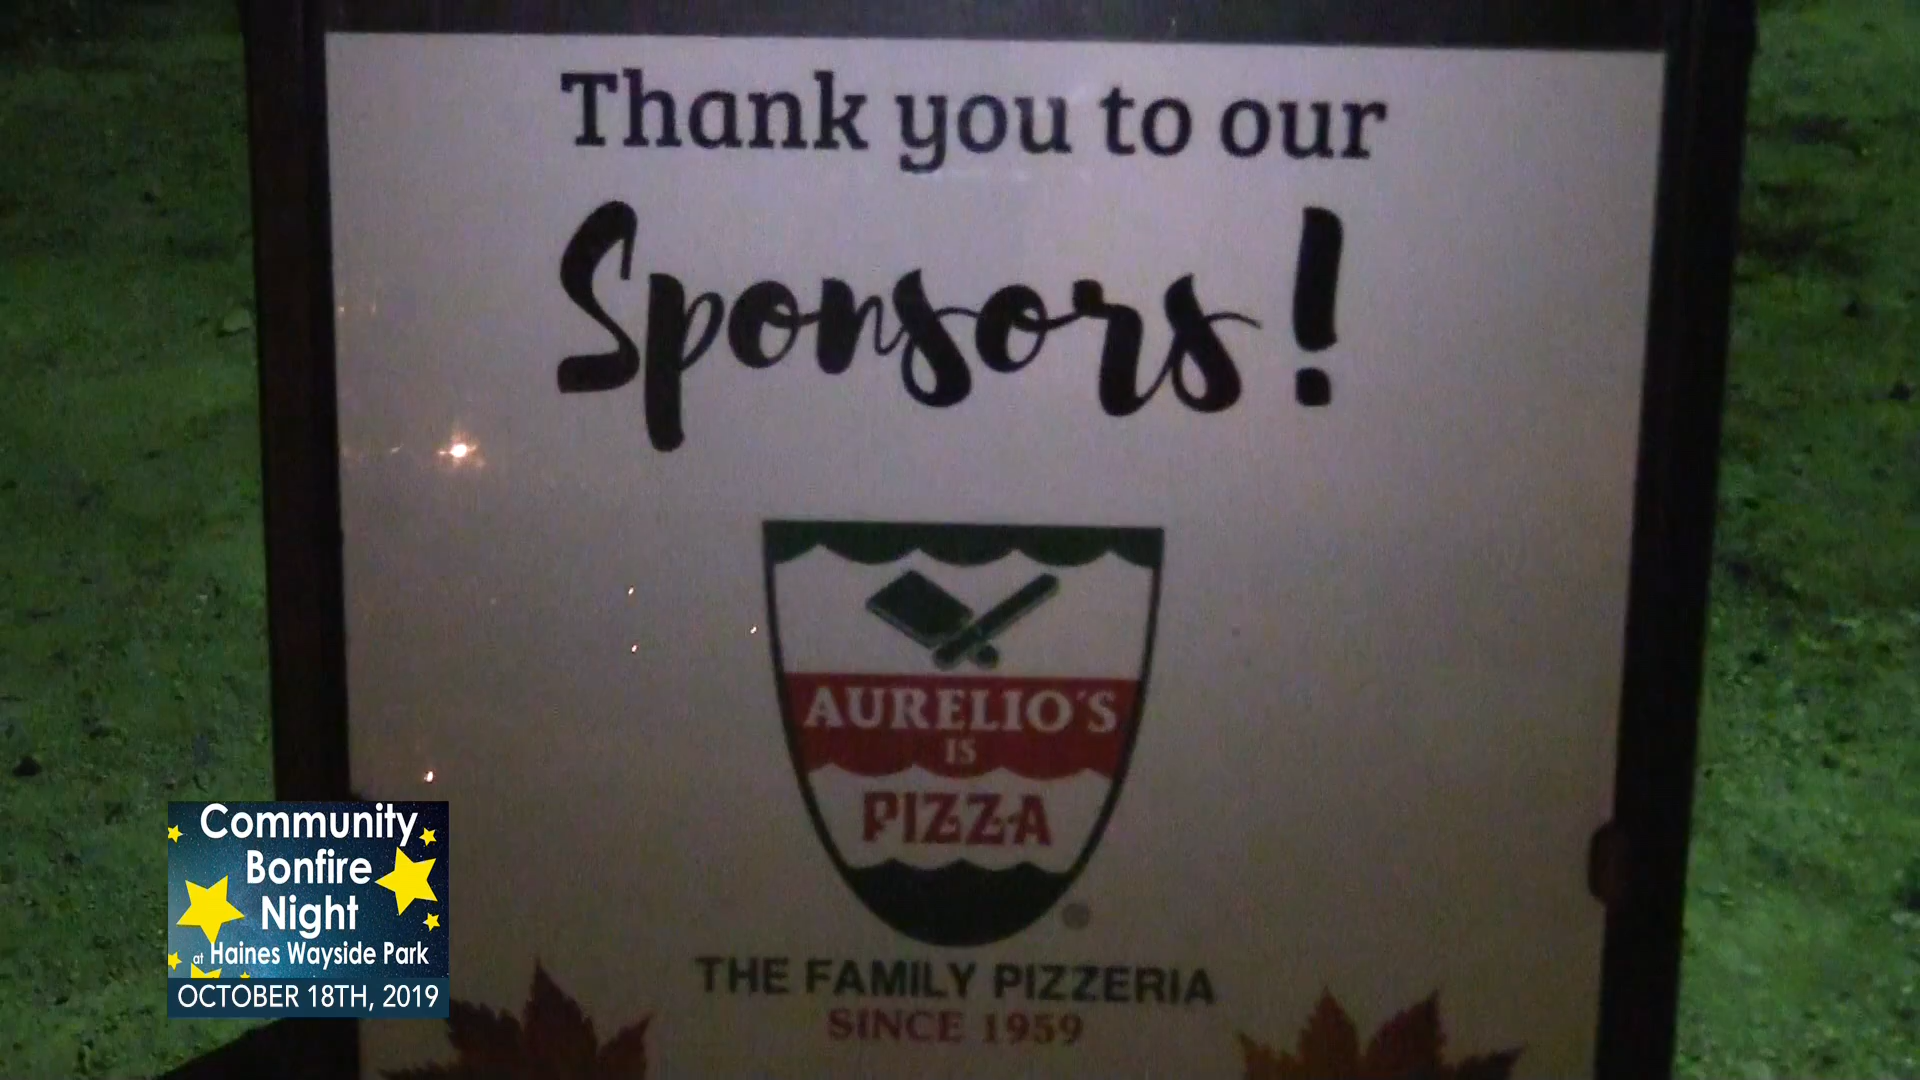 Thank you to our
Sponsors!
AURELIO'S
IS
PIZZA
®
THE FAMILY PIZZERIA
SINCE 1959
Community
Bonfire
Night
at Haines Wayside Park
OCTOBER 18TH, 2019